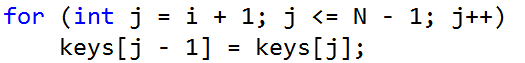 for (int j = i + 1; j <= N - 1; j++)
    keys[j - 1] = keys[j];